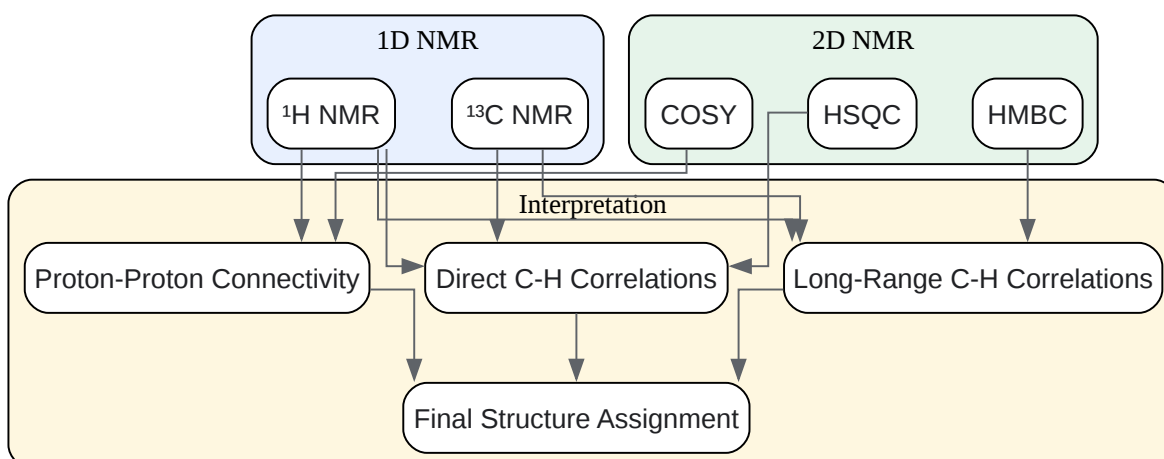 1D NMR
2D NMR
¹H NMR
¹³C NMR
COSY
HSQC
HMBC
Interpretation
Proton-Proton Connectivity
Direct C-H Correlations
Long-Range C-H Correlations
Final Structure Assignment